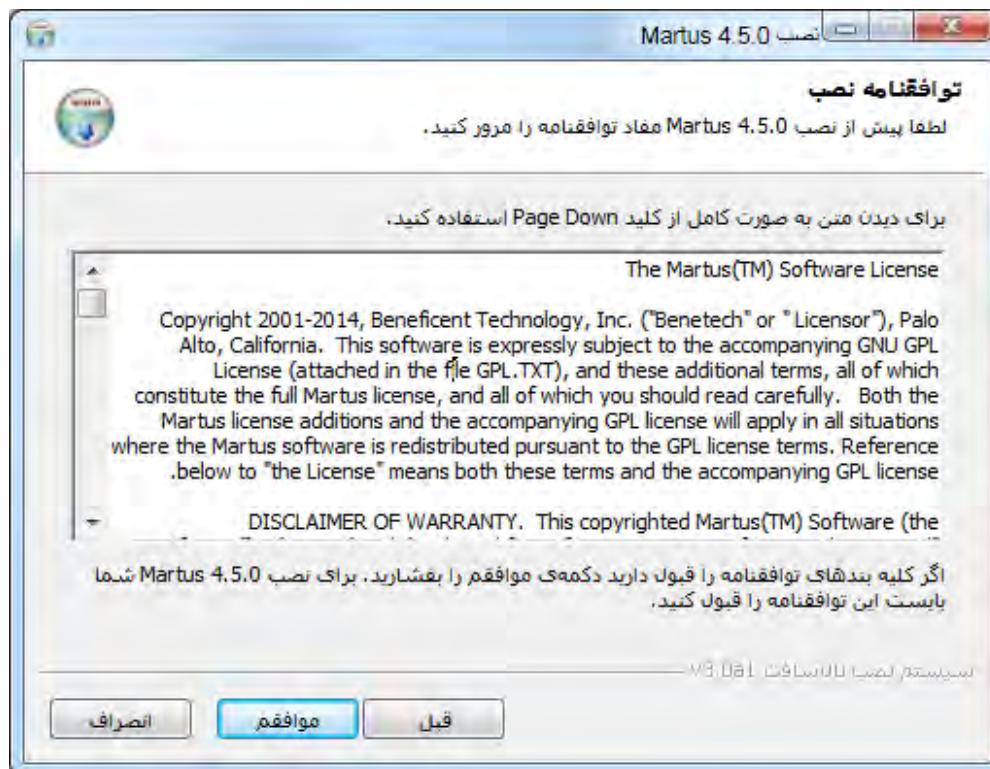 نصب Martus 4.5.0
توافقنامه نصب
لطفا پیش از نصب Martus 4.5.0 مفاد توافقنامه را مرور کنید.
برای دیدن متن به صورت کامل از کلید Page Down استفاده کنید.
The Martus(TM) Software License
Copyright 2001-2014, Beneficent Technology, Inc. ("Benetech" or "Licensor"), Palo
Alto, California. This software is expressly subject to the accompanying GNU GPL
License (attached in the file GPL.TXT), and these additional terms, all of which
constitute the full Martus license, and all of which you should read carefully. Both the
Martus license additions and the accompanying GPL license will apply in all situations
where the Martus software is redistributed pursuant to the GPL license terms. Reference
.below to "the License" means both these terms and the accompanying GPL license
DISCLAIMER OF WARRANTY. This copyrighted Martus(TM) Software (the
اگر کلیه بندهای توافقنامه را قبول دارید دکمه‌ی موافقم را بفشارید. برای نصب Martus 4.5.0 شما
بایست این توافقنامه را قبول کنید.
سیستم نصب نالسافت v3.0a1
قبل
موافقم
انصراف